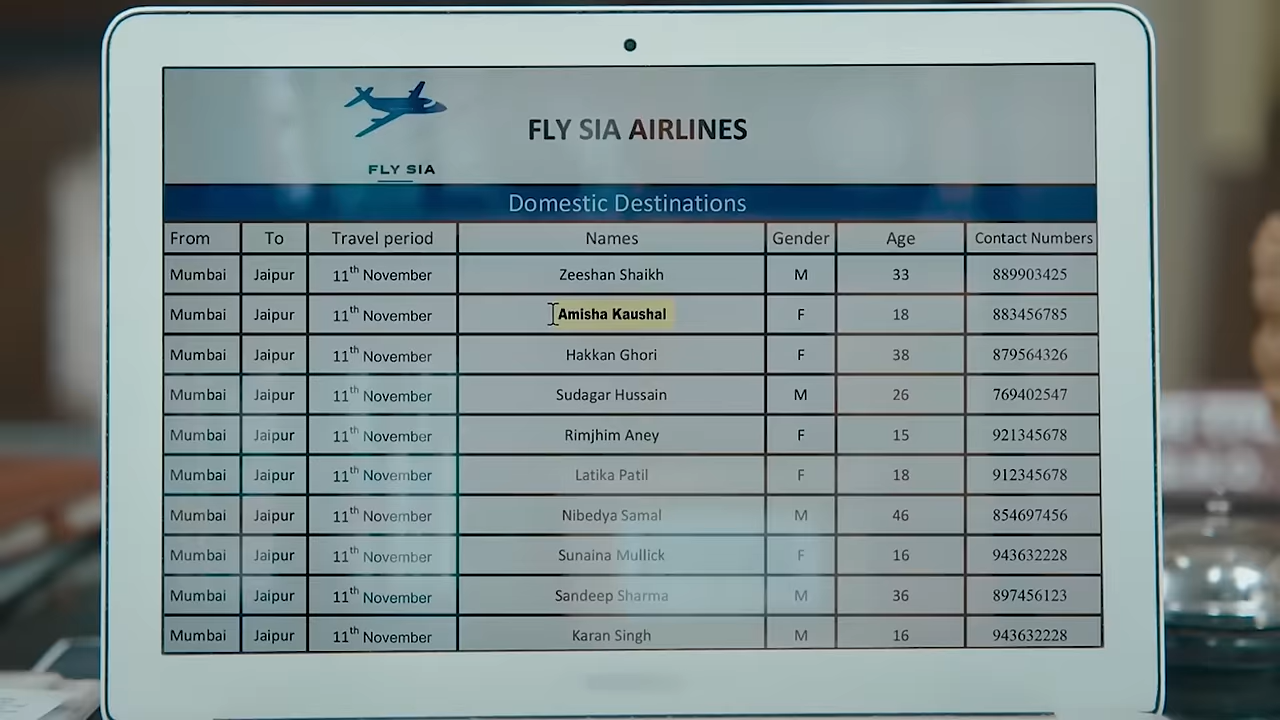 FLY SIA
FLY SIA AIRLINES
Domestic Destinations
From To Travel period Names Gender Age Contact Numbers
Mumbai Jaipur 11th November Zeeshan Shaikh M 33 889903425
Mumbai Jaipur 11th November Amisha Kaushal F 18 883456785
Mumbai Jaipur 11th November Hakkan Ghori F 38 879564326
Mumbai Jaipur 11th November Sudagar Hussain M 26 769402547
Mumbai Jaipur 11th November Rimjhim Aney F 15 921345678
Mumbai Jaipur 11th November Latika Patil F 18 912345678
Mumbai Jaipur 11th November Nibedya Samal M 46 854697456
Mumbai Jaipur 11th November Sunaina Mullick F 16 943632228
Mumbai Jaipur 11th November Sandeep Sharma M 36 897456123
Mumbai Jaipur 11th November Karan Singh M 16 943632228